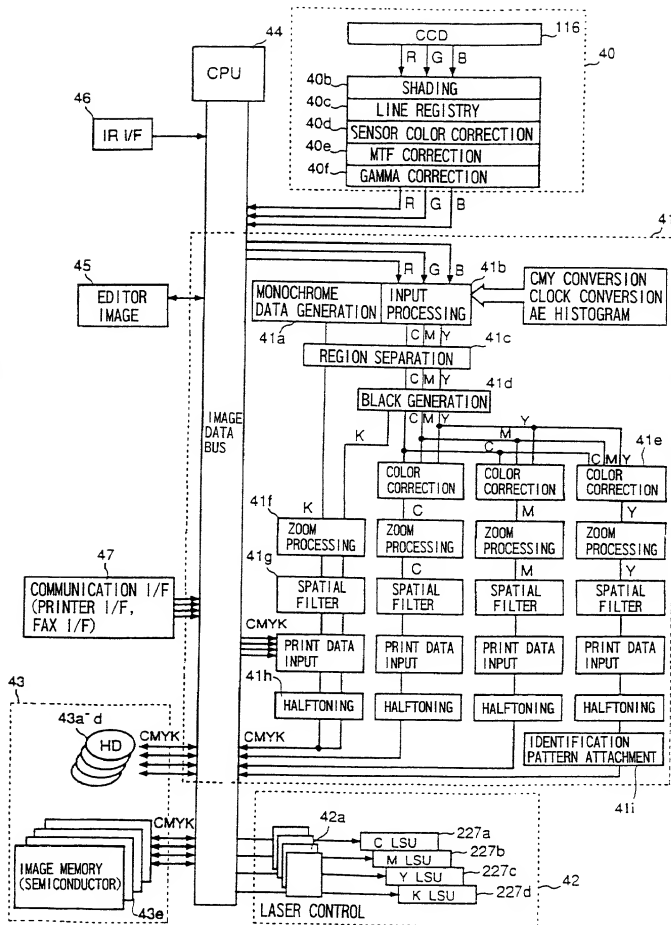 44
CPU
CCD
116
R G B
40
40b
SHADING
40c
LINE REGISTRY
40d
SENSOR COLOR CORRECTION
40e
MTF CORRECTION
40f
GAMMA CORRECTION
R G B
46
IR I/F
41
45
EDITOR
IMAGE
R G B
41b
MONOCHROME
DATA GENERATION
INPUT
PROCESSING
CMY CONVERSION
CLOCK CONVERSION
AE HISTOGRAM
41a
C M Y
41c
REGION SEPARATION
C M Y
41d
BLACK GENERATION
IMAGE
DATA
BUS
K
C M Y
Y
M
C
C M Y
41e
COLOR
CORRECTION
COLOR
CORRECTION
COLOR
CORRECTION
41f
K
C
M
Y
ZOOM
PROCESSING
ZOOM
PROCESSING
ZOOM
PROCESSING
ZOOM
PROCESSING
41g
C
M
Y
SPATIAL
FILTER
SPATIAL
FILTER
SPATIAL
FILTER
SPATIAL
FILTER
47
COMMUNICATION I/F
(PRINTER I/F,
FAX I/F)
CMYK
PRINT DATA
INPUT
PRINT DATA
INPUT
PRINT DATA
INPUT
PRINT DATA
INPUT
41h
HALFTONING
HALFTONING
HALFTONING
HALFTONING
43
43a~d
HD
CMYK
CMYK
IDENTIFICATION
PATTERN ATTACHMENT
41i
CMYK
IMAGE MEMORY
(SEMICONDUCTOR)
43e
42a
C LSU
227a
M LSU
227b
Y LSU
227c
K LSU
227d
42
LASER CONTROL